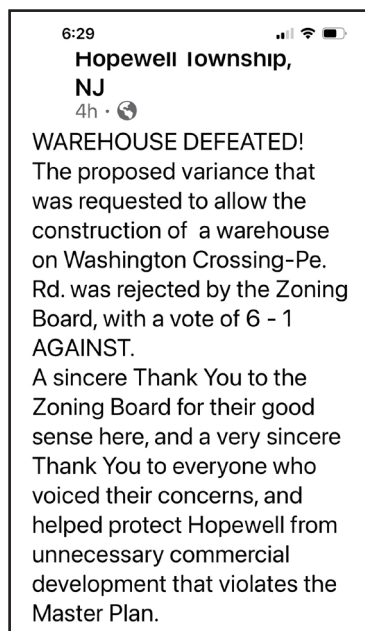 6:29
Hopewell Township,
NJ
4h ·
WAREHOUSE DEFEATED!
The proposed variance that
was requested to allow the
construction of a warehouse
on Washington Crossing-Pe.
Rd. was rejected by the Zoning
Board, with a vote of 6 - 1
AGAINST.
A sincere Thank You to the
Zoning Board for their good
sense here, and a very sincere
Thank You to everyone who
voiced their concerns, and
helped protect Hopewell from
unnecessary commercial
development that violates the
Master Plan.